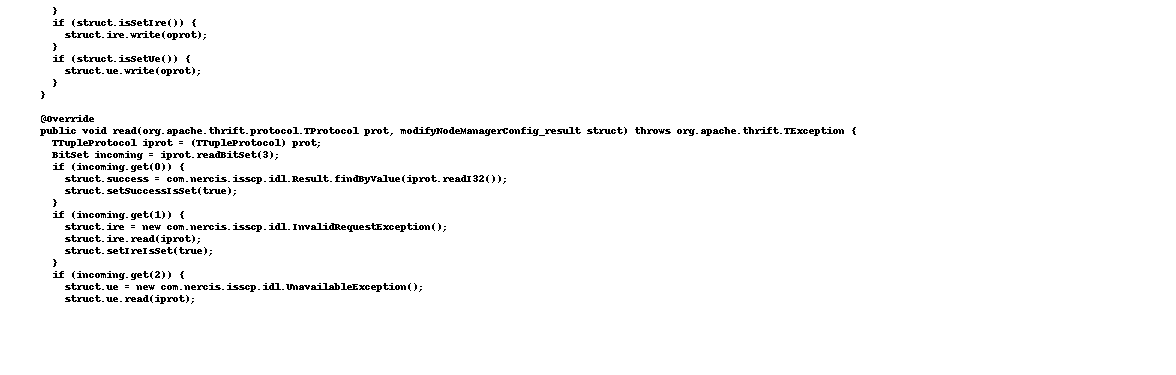 }
if (struct.isSetIre()) {
struct.ire.write(oprot);
}
if (struct.isSetUe()) {
struct.ue.write(oprot);
}
}
@Override
public void read(org.apache.thrift.protocol.TProtocol prot, modifyNodeManagerConfig_result struct) throws org.apache.thrift.TException {
TTupleProtocol iprot = (TTupleProtocol) prot;
BitSet incoming = iprot.readBitSet(3);
if (incoming.get(0)) {
struct.success = com.nercis.isscp.idl.Result.findByValue(iprot.readI32());
struct.setSuccessIsSet(true);
}
if (incoming.get(1)) {
struct.ire = new com.nercis.isscp.idl.InvalidRequestException();
struct.ire.read(iprot);
struct.setIreIsSet(true);
}
if (incoming.get(2)) {
struct.ue = new com.nercis.isscp.idl.UnavailableException();
struct.ue.read(iprot);